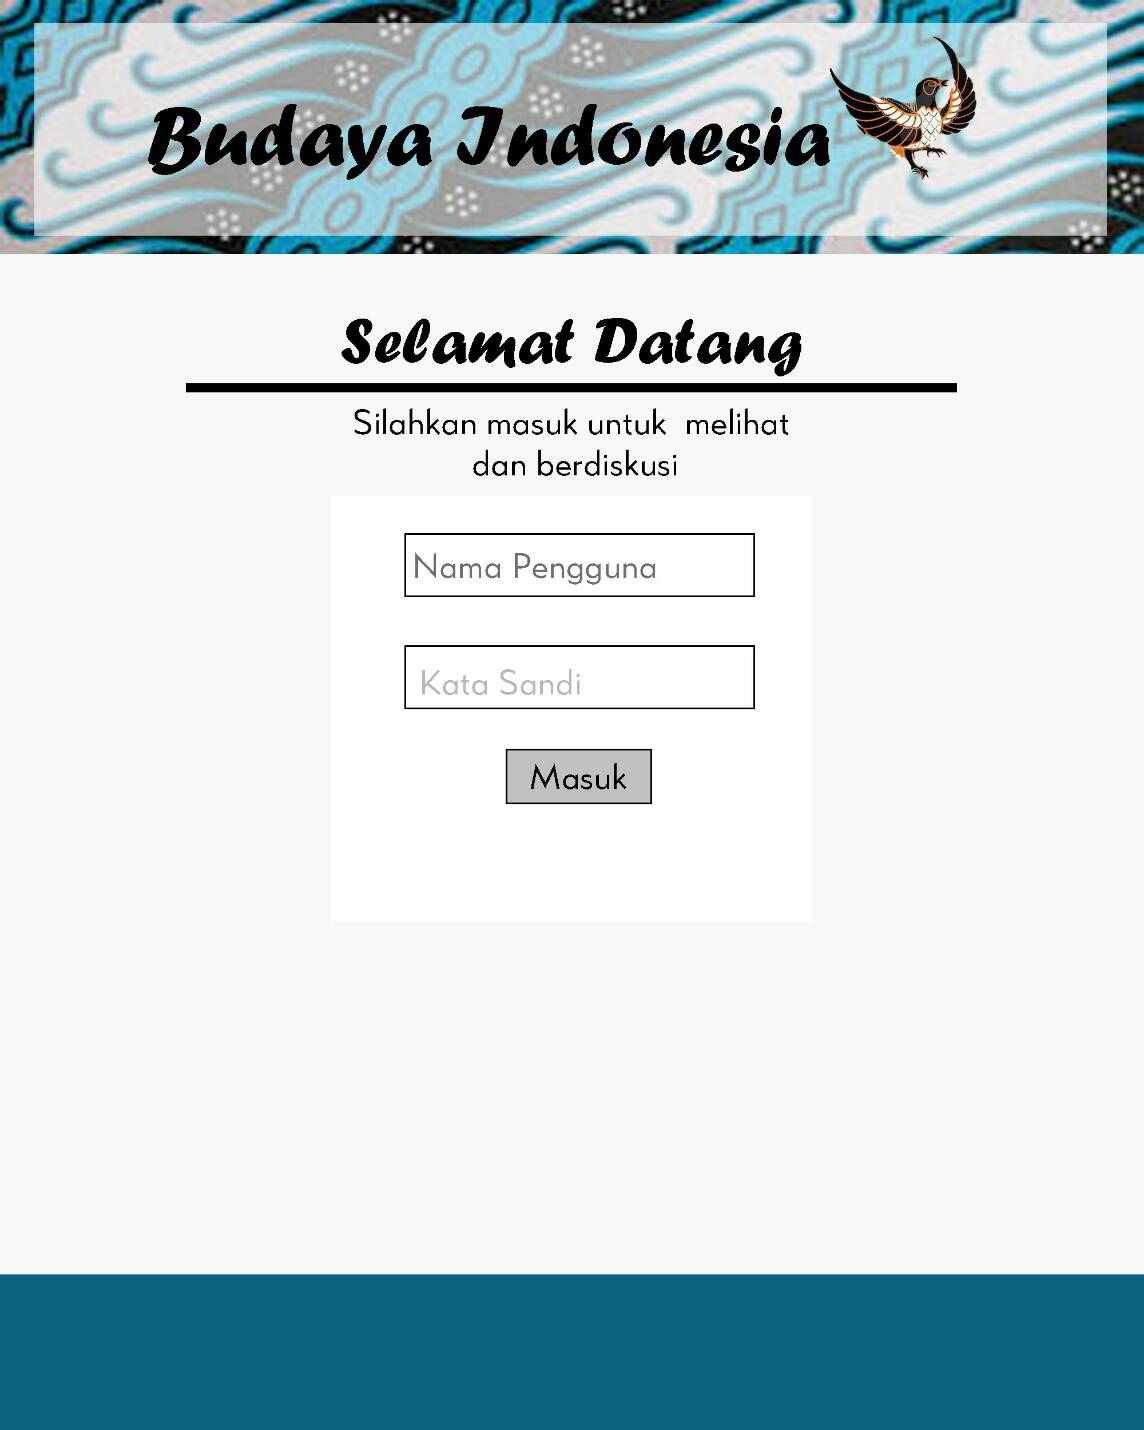 Budaya Indonesia
Selamat Datang
Silahkan masuk untuk melihat
dan berdiskusi
Nama Pengguna
Kata Sandi
Masuk